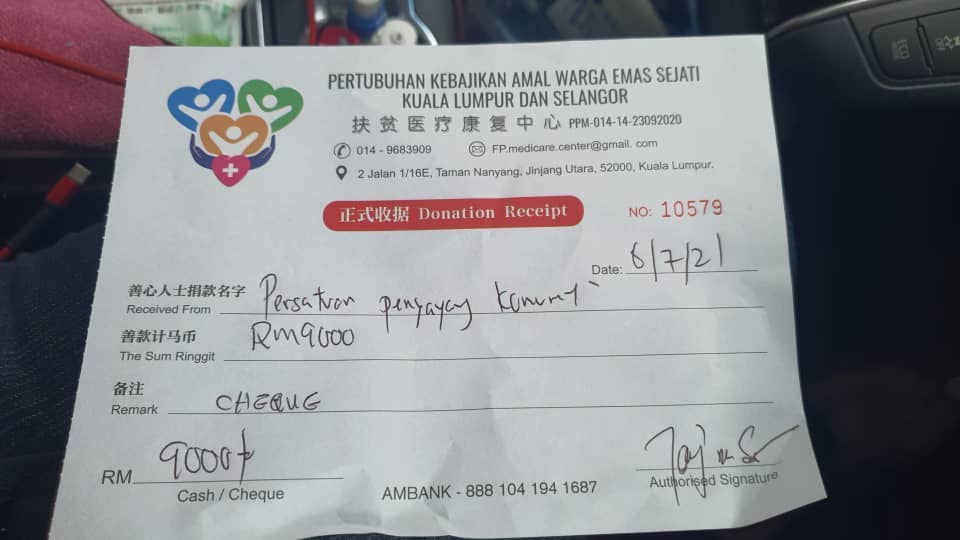 PERTUBUHAN KEBAJIKAN AMAL WARGA EMAS SEJATI
KUALA LUMPUR DAN SELANGOR
扶贫医疗康复中心 PPM-014-14-23092020
014 - 9683909 FP.medicare.center@gmail. com
2 Jalan 1/16E, Taman Nanyang, Jinjang Utara, 52000, Kuala Lumpur.
正式收据 Donation Receipt NO: 10579
Date: 6/7/21
善心人士捐款名字
Received From Persatuan penyayang
善款计马币 RM9000
The Sum Ringgit
备注
Remark CHEQUE
RM 9000
Cash / Cheque AMBANK - 888 104 194 1687 Authorised Signature